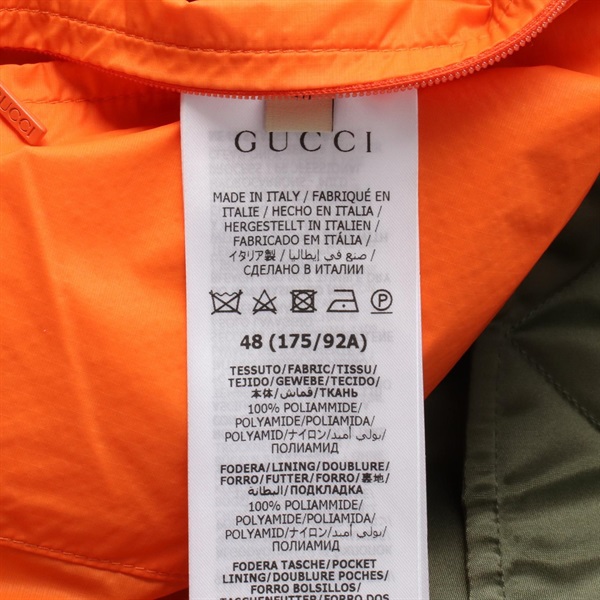 UCCI
GUCCI
MADE IN ITALY / FABRIQUÉ EN
ITALIE / HECHO EN ITALIA /
HERGESTELLT IN ITALIEN /
FABRICADO EM ITÁLIA /
イタリア製 / صنع في إيطاليا /
СДЕЛАНО В ИТАЛИИ
P
48 (175/92A)
TESSUTO/FABRIC/TISSU/
TEJIDO/GEWEBE/TECIDO/
本体/قماش/ТКАНЬ
100% POLIAMMIDE/
POLYAMIDE/POLIAMIDA/
POLYAMID/ナイロン/بولي أميد/
ПОЛИАМИД
FODERA/LINING/DOUBLURE/
FORRO/FUTTER/FORRO/裏地/
البطانة/ПОДКЛАДКА
100% POLIAMMIDE/
POLYAMIDE/POLIAMIDA/
POLYAMID/ナイロン/بولي أميد/
ПОЛИАМИД
FODERA TASCHE/POCKET
LINING/DOUBLURE POCHES/
FORRO BOLSILLOS/
TASCHENFUTTER/FORRO DOS